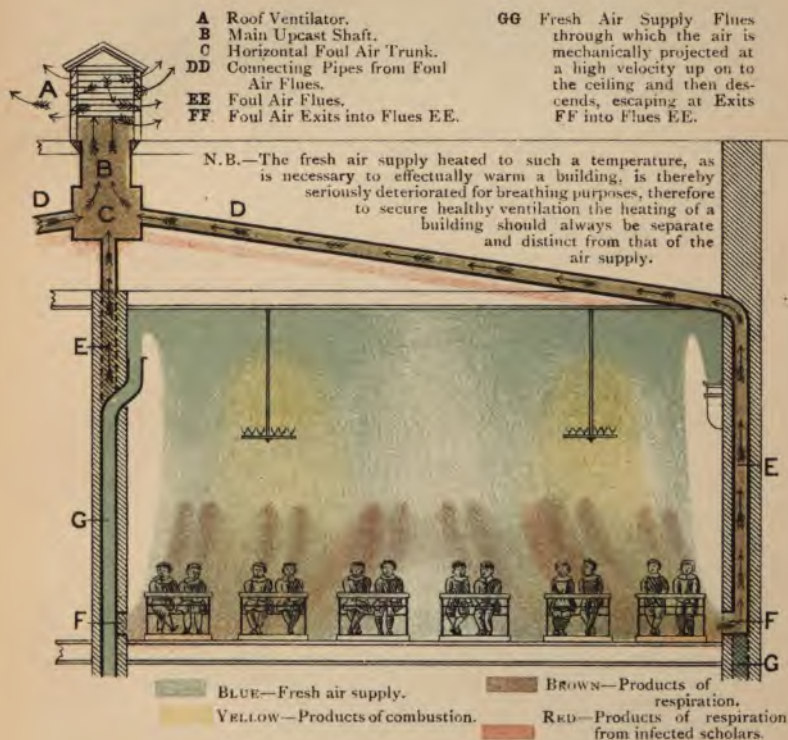 A Roof Ventilator.
B Main Upcast Shaft.
C Horizontal Foul Air Trunk.
DD Connecting Pipes from Foul
Air Flues.
EE Foul Air Flues.
FF Foul Air Exits into Flues EE.
GG Fresh Air Supply Flues
through which the air is
mechanically projected at
a high velocity up on to
the ceiling and then des-
cends, escaping at Exits
FF into Flues EE.
N.B.—The fresh air supply heated to such a temperature, as
is necessary to effectually warm a building, is thereby
seriously deteriorated for breathing purposes, therefore
to secure healthy ventilation the heating of a
building should always be separate
and distinct from that of the
air supply.
A
B
D
C
D
E
E
G
F
F
G
BLUE—Fresh air supply.
YELLOW—Products of combustion.
BROWN—Products of
respiration.
RED—Products of respiration
from infected scholars.